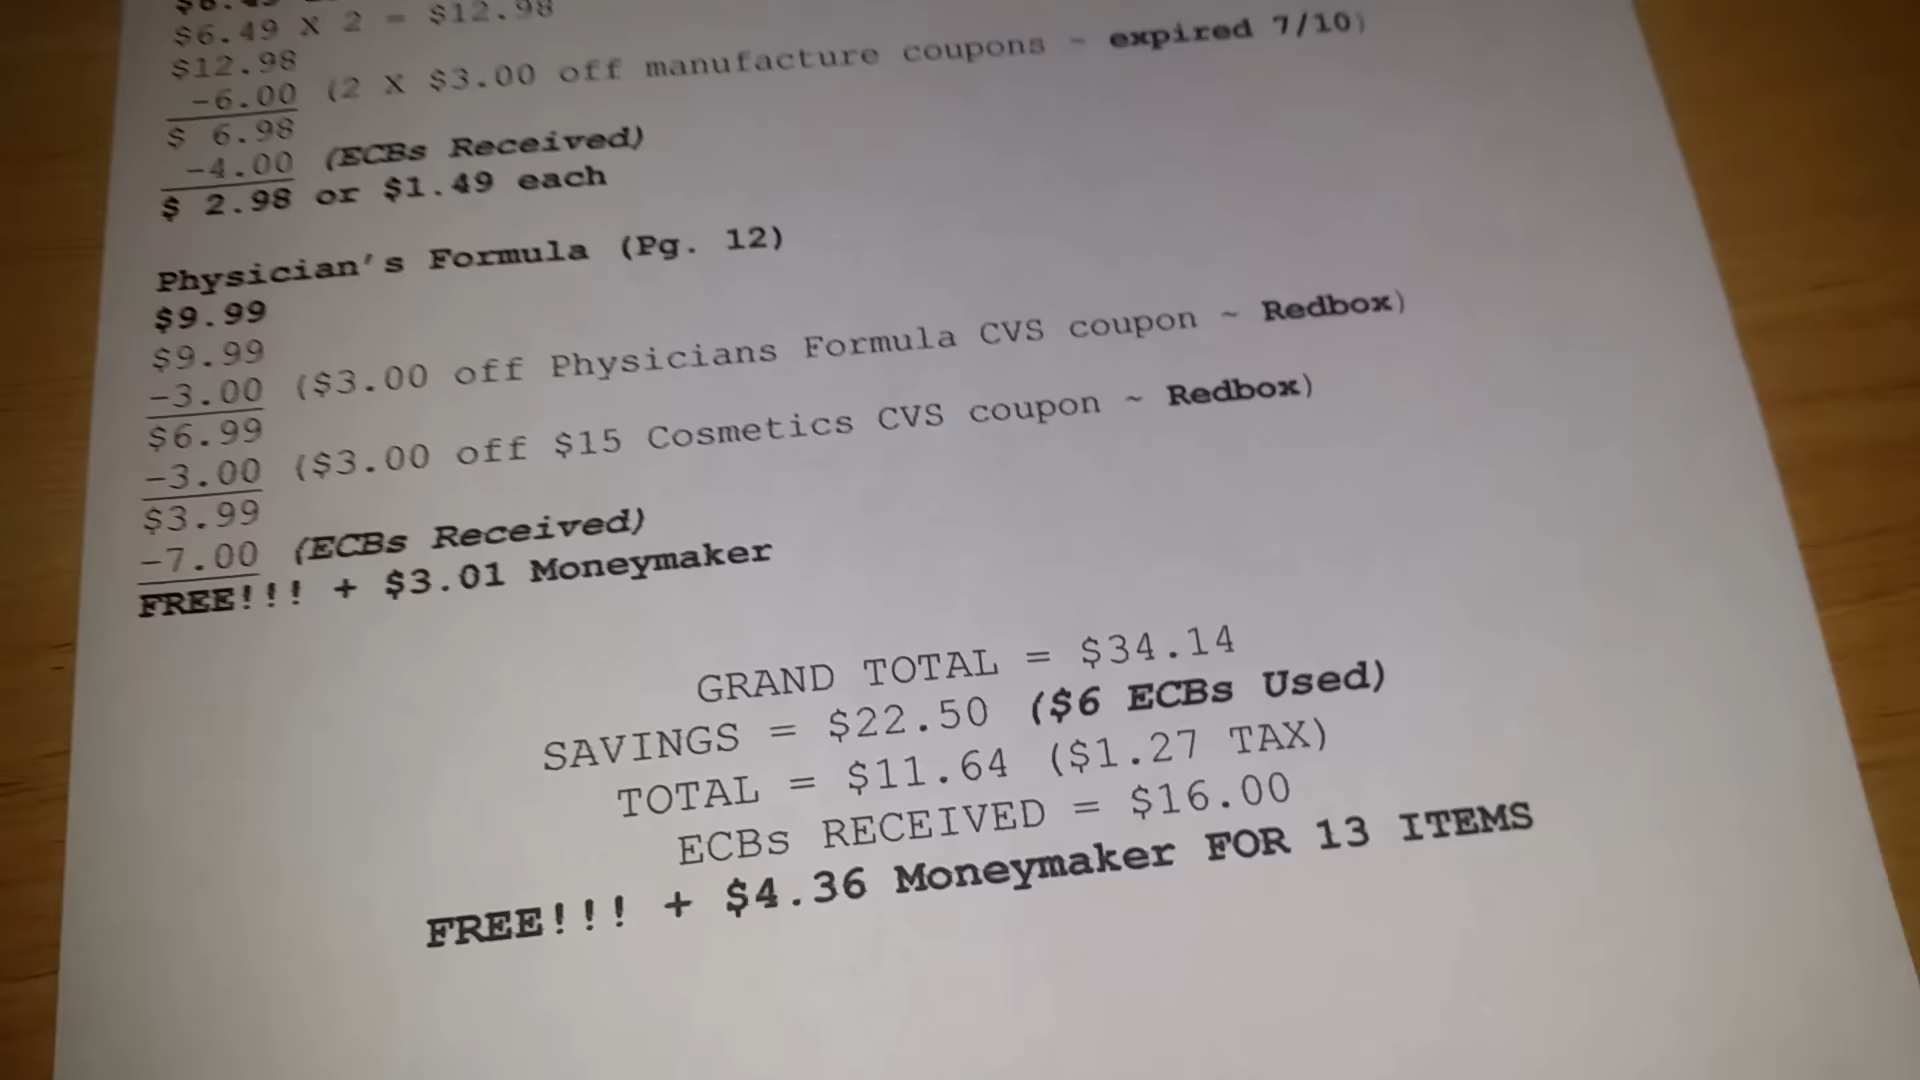 $6.49 X 2 = $12.98
$12.98
-6.00 (2 X $3.00 off manufacture coupons ~ expired 7/10)
$ 6.98
-4.00 (ECBs Received)
$ 2.98 or $1.49 each
Physician's Formula (Pg. 12)
$9.99
$9.99
-3.00 ($3.00 off Physicians Formula CVS coupon ~ Redbox)
$6.99
-3.00 ($3.00 off $15 Cosmetics CVS coupon ~ Redbox)
$3.99
-7.00 (ECBs Received)
FREE!!! + $3.01 Moneymaker
GRAND TOTAL = $34.14
SAVINGS = $22.50 ($6 ECBs Used)
TOTAL = $11.64 ($1.27 TAX)
ECBs RECEIVED = $16.00
FREE!!! + $4.36 Moneymaker FOR 13 ITEMS